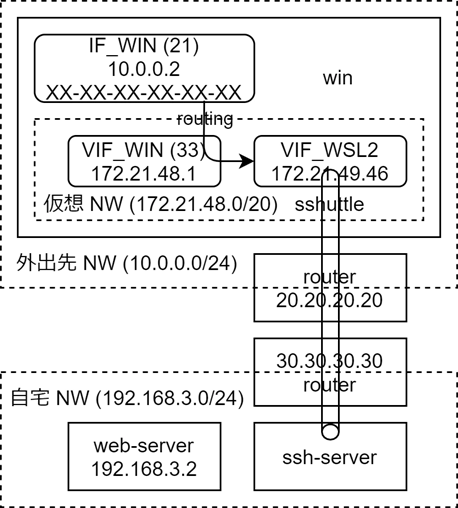 IF_WIN (21)
10.0.0.2
XX-XX-XX-XX-XX-XX
win
routing
VIF_WIN (33)
172.21.48.1
VIF_WSL2
172.21.49.46
仮想 NW (172.21.48.0/20)
sshuttle
外出先 NW (10.0.0.0/24)
router
20.20.20.20
30.30.30.30
router
自宅 NW (192.168.3.0/24)
web-server
192.168.3.2
ssh-server